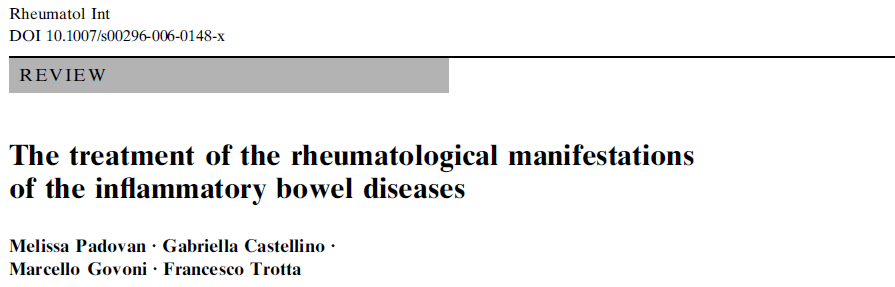 Rheumatol Int
DOI 10.1007/s00296-006-0148-x
REVIEW
The treatment of the rheumatological manifestations
of the inflammatory bowel diseases
Melissa Padovan · Gabriella Castellino ·
Marcello Govoni · Francesco Trotta